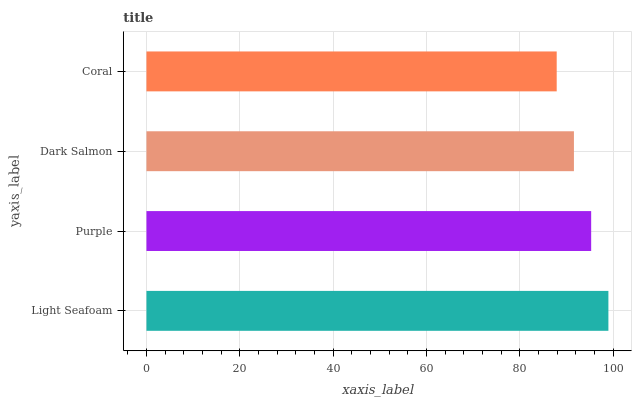 title
Coral
Dark Salmon
Purple
Light Seafoam
yaxis_label
0 20 40 60 80 100
xaxis_label